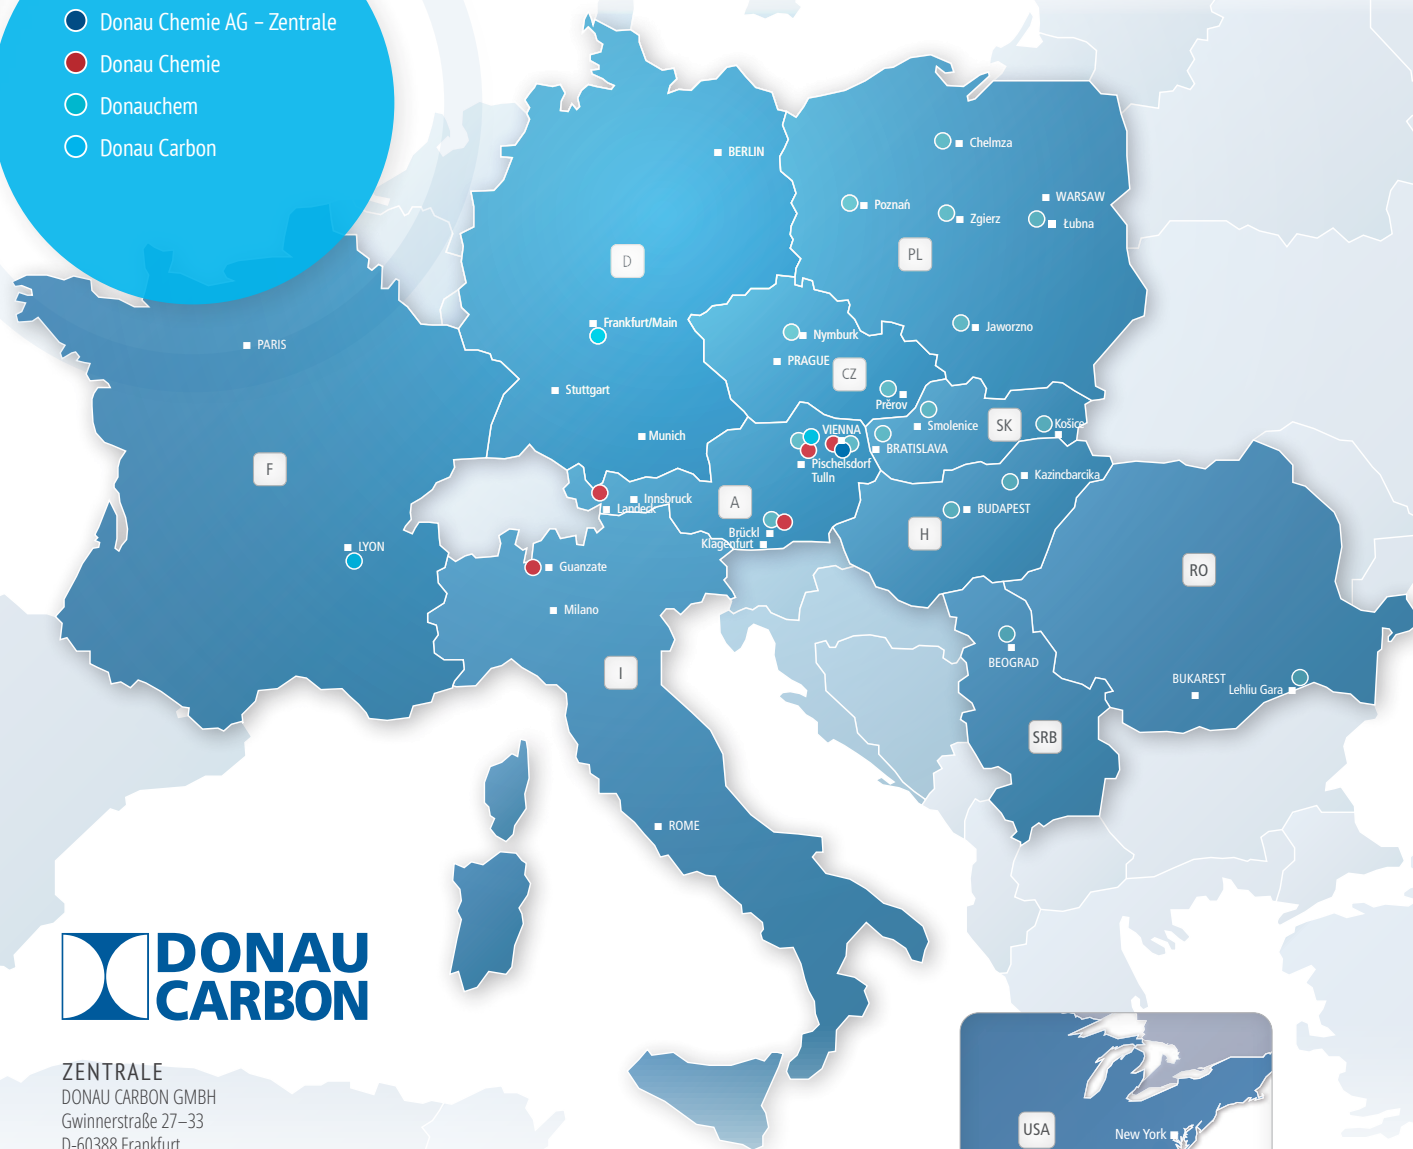 Donau Chemie AG – Zentrale
Donau Chemie
Donauchem
Donau Carbon
BERLIN
Chelmza
Poznań
Zgierz
WARSAW
Łubna
D
PL
Frankfurt/Main
Jaworzno
Nymburk
PARIS
PRAGUE
CZ
Stuttgart
Prĕrov
Smolenice
SK
Košice
Munich
VIENNA
BRATISLAVA
Pischelsdorf
Tulln
F
Kazincbarcika
Innsbruck
Landeck
A
BUDAPEST
Brückl
Klagenfurt
H
LYON
Guanzate
RO
Milano
BEOGRAD
I
BUKAREST
Lehliu Gara
SRB
ROME
DONAU
CARBON
ZENTRALE
DONAU CARBON GMBH
Gwinnerstraße 27–33
D-60388 Frankfurt
USA
New York